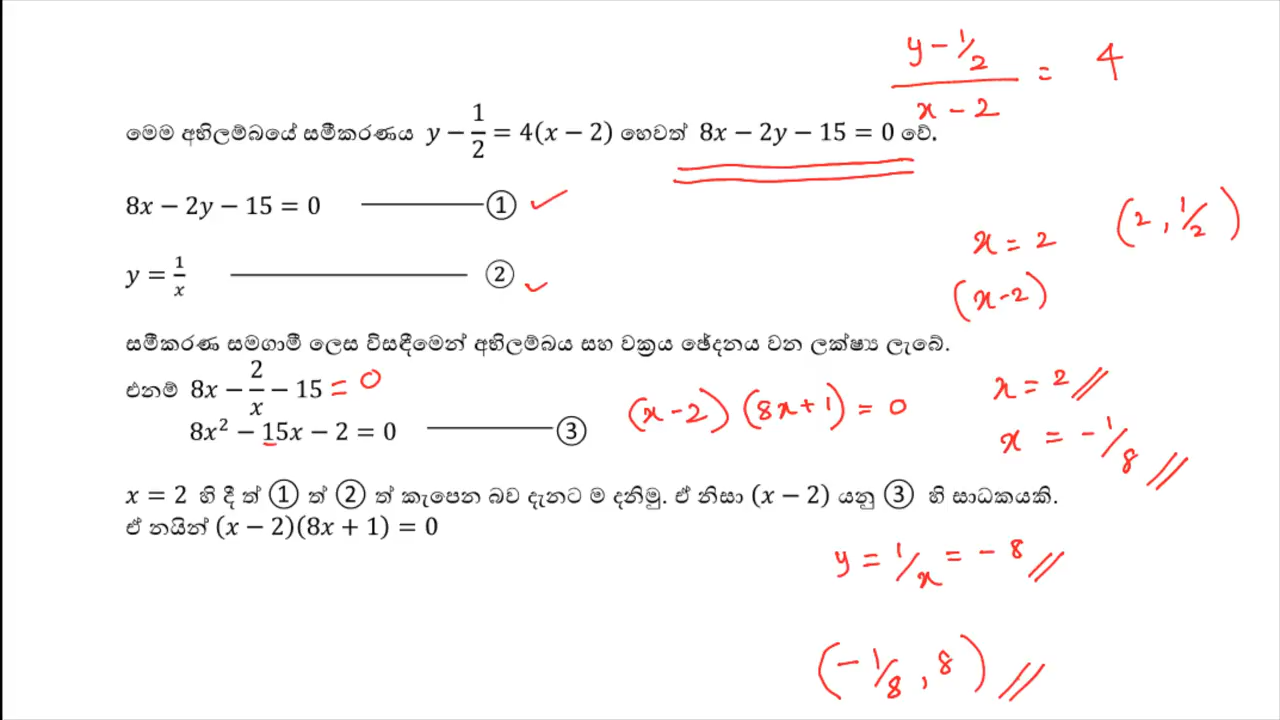 y - 1/2 / x - 2 = 4
මෙම අභිලම්බයේ සමීකරණය y − 1/2 = 4(x − 2) හෙවත් 8x − 2y − 15 = 0 වේ.
8x − 2y − 15 = 0 ① ✓
(2, 1/2)
x = 2
y = 1/x ② ✓
(x-2)
සමීකරණ සමගාමී ලෙස විසඳීමෙන් අභිලම්බය සහ වක්‍රය ඡේදනය වන ලක්ෂ්‍ය ලැබේ.
එනම් 8x − 2/x − 15 = 0
x = 2 //
(x-2) (8x+1) = 0
8x² − 15x − 2 = 0 ③
x = -1/8 //
x = 2 හි දී ත් ① ත් ② ත් කැපෙන බව දැනට ම දනිමු. ඒ නිසා (x − 2) යනු ③ හි සාධකයකි.
ඒ නයින් (x − 2)(8x + 1) = 0
y = 1/x = - 8 //
(-1/8, 8) //